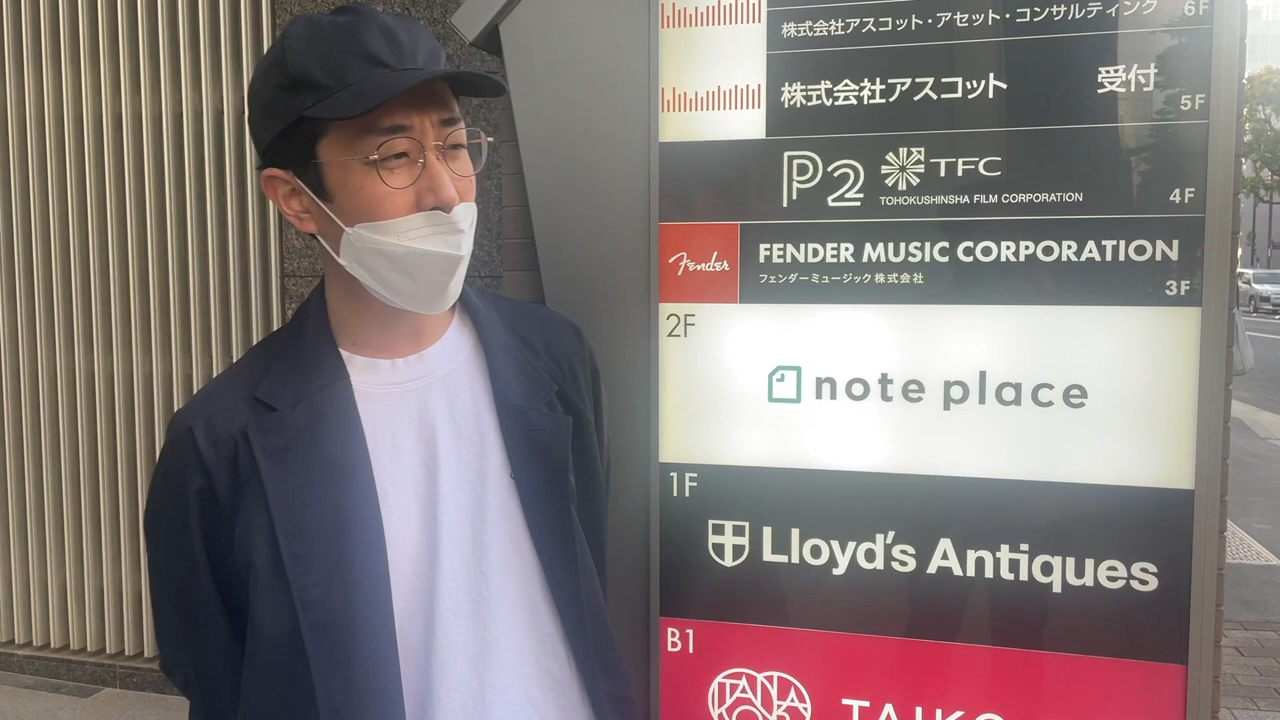 株式会社アスコット・アセット・コンサルティング 6F
株式会社アスコット 受付 5F
P2 TFC
TOHOKUSHINSHA FILM CORPORATION 4F
Fender FENDER MUSIC CORPORATION
フェンダーミュージック株式会社 3F
2F
note place
1F
Lloyd's Antiques
B1